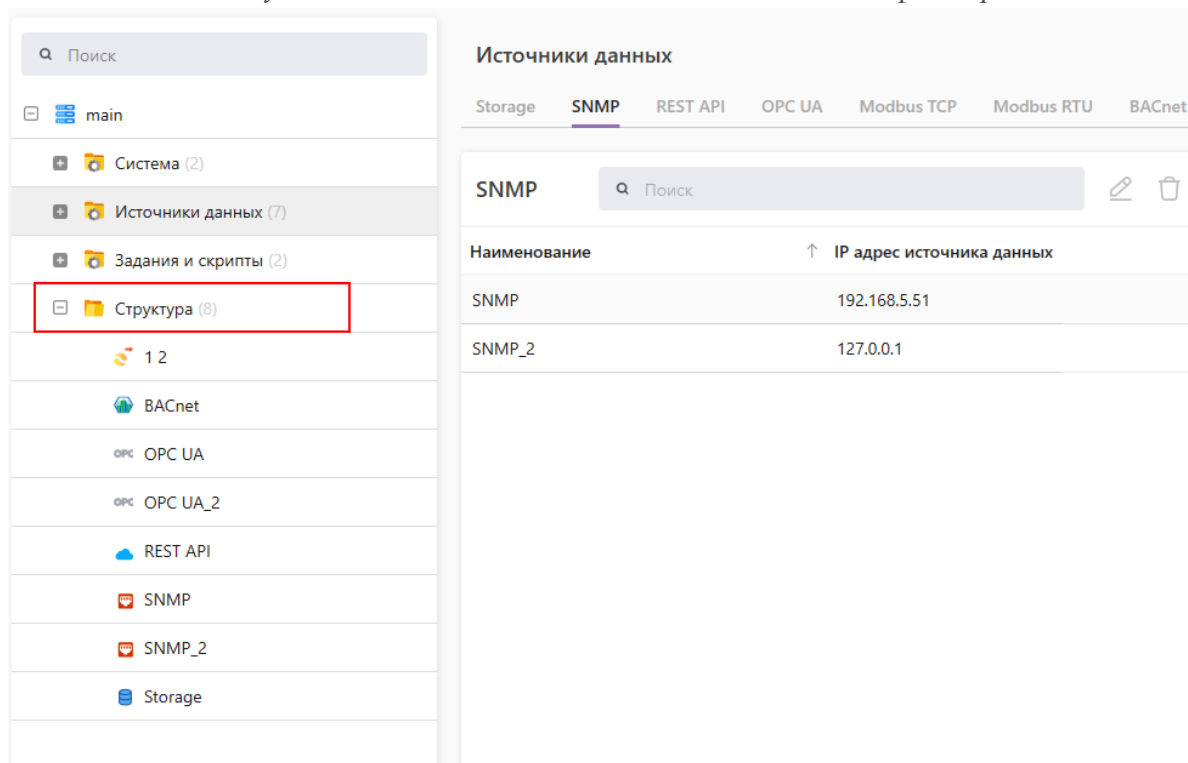 Поиск
main
Система (2)
Источники данных (7)
Задания и скрипты (2)
Структура (8)
1 2
BACnet
OPC UA
OPC UA_2
REST API
SNMP
SNMP_2
Storage
Источники данных
Storage SNMP REST API OPC UA Modbus TCP Modbus RTU BACnet
SNMP Поиск
Наименование ↑ IP адрес источника данных
SNMP 192.168.5.51
SNMP_2 127.0.0.1